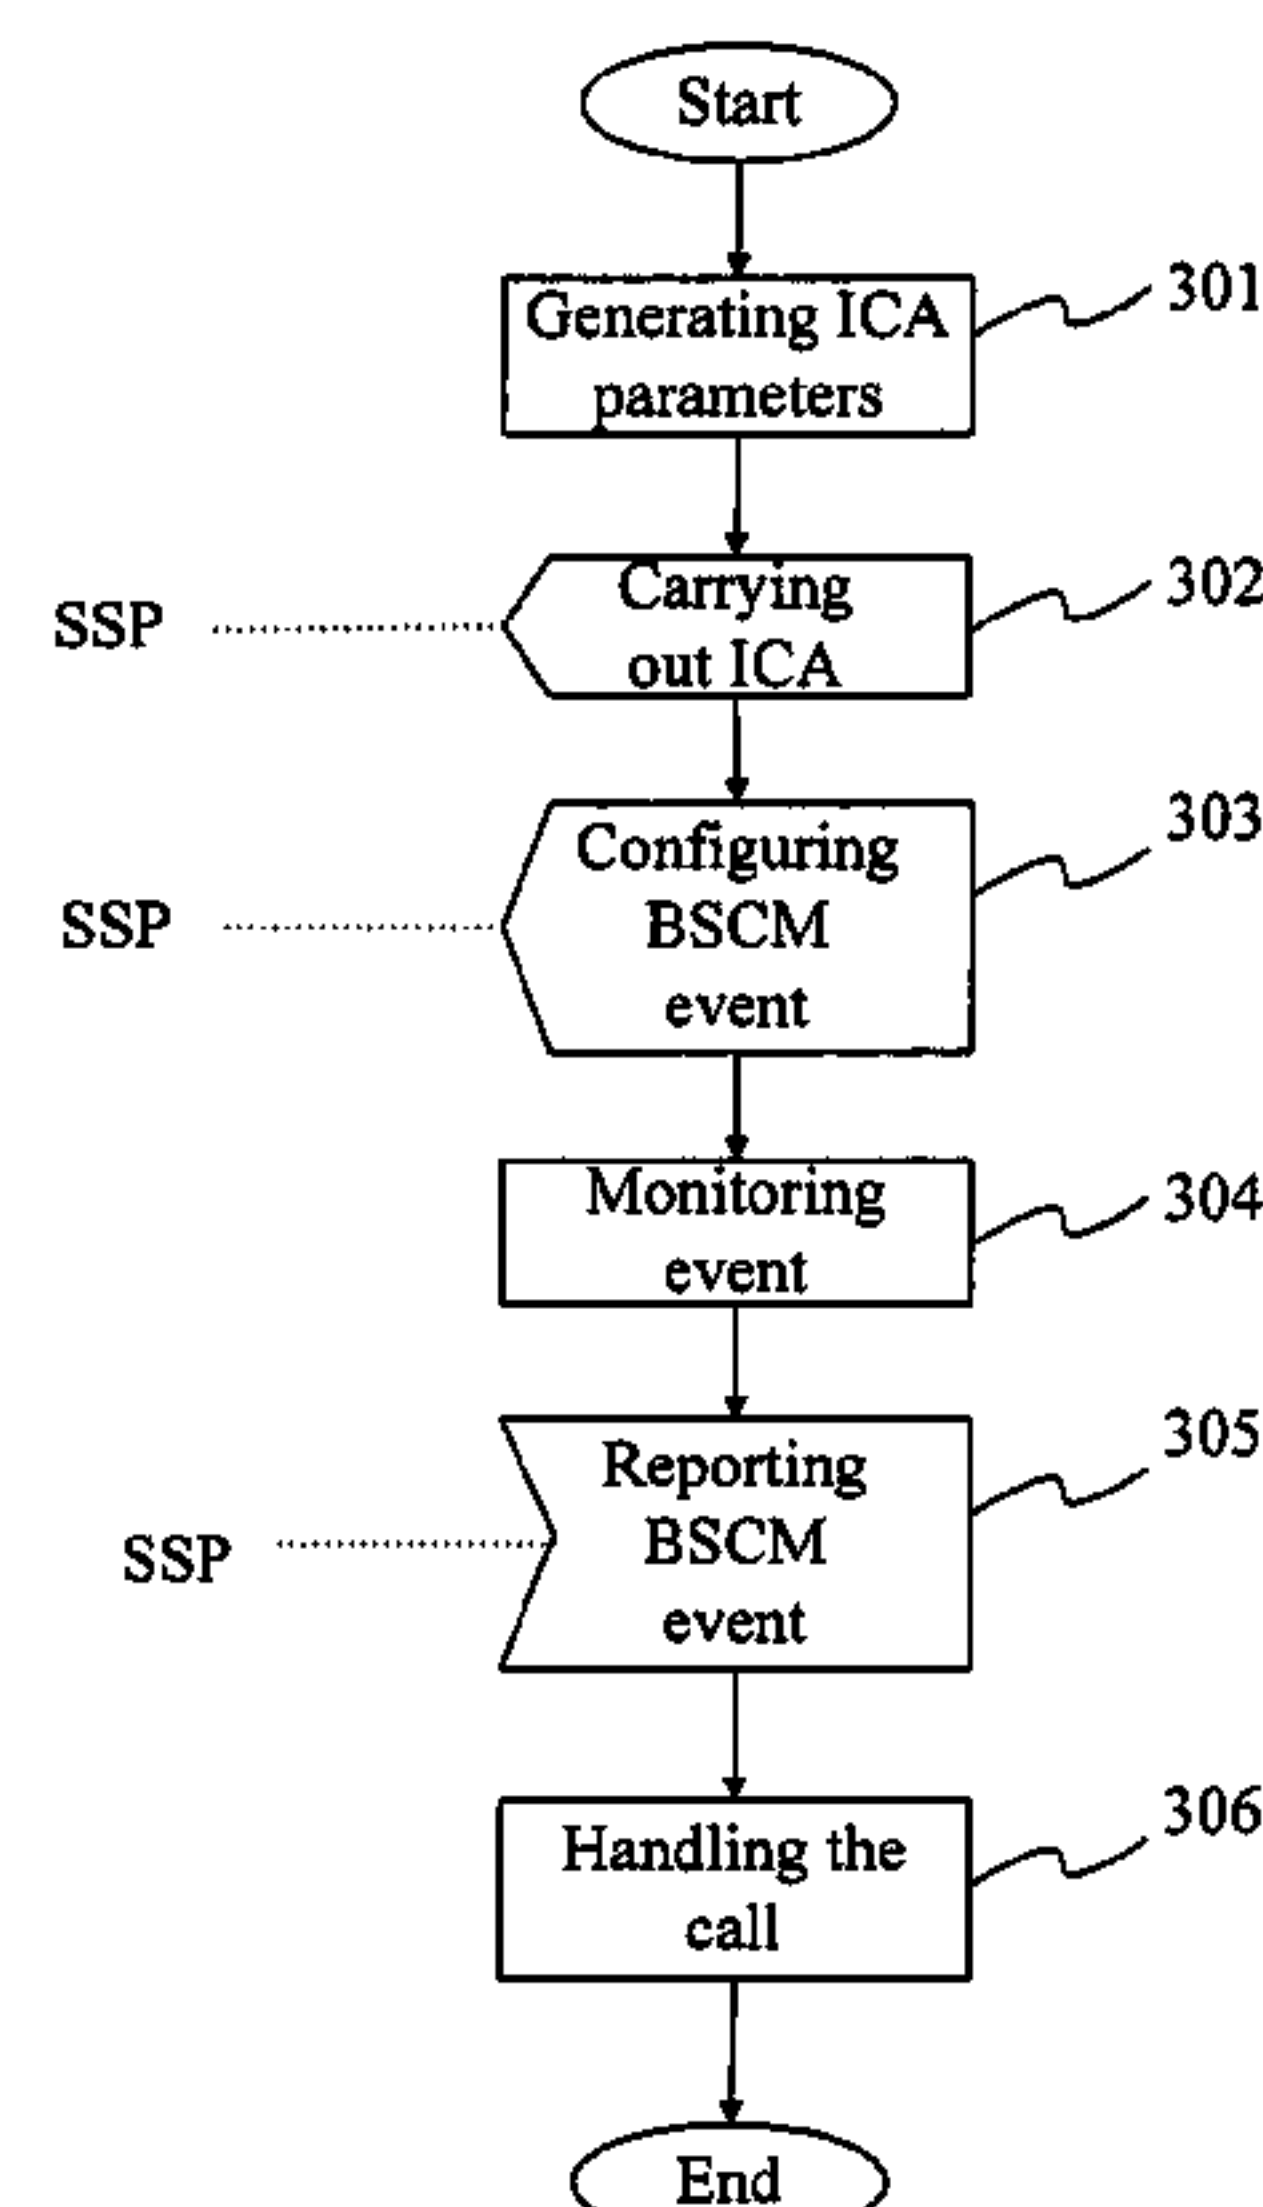 Start
Generating ICA
parameters
301
Carrying
out ICA
302
SSP
Configuring
BSCM
event
303
SSP
Monitoring
event
304
Reporting
BSCM
event
305
SSP
Handling the
call
306
End